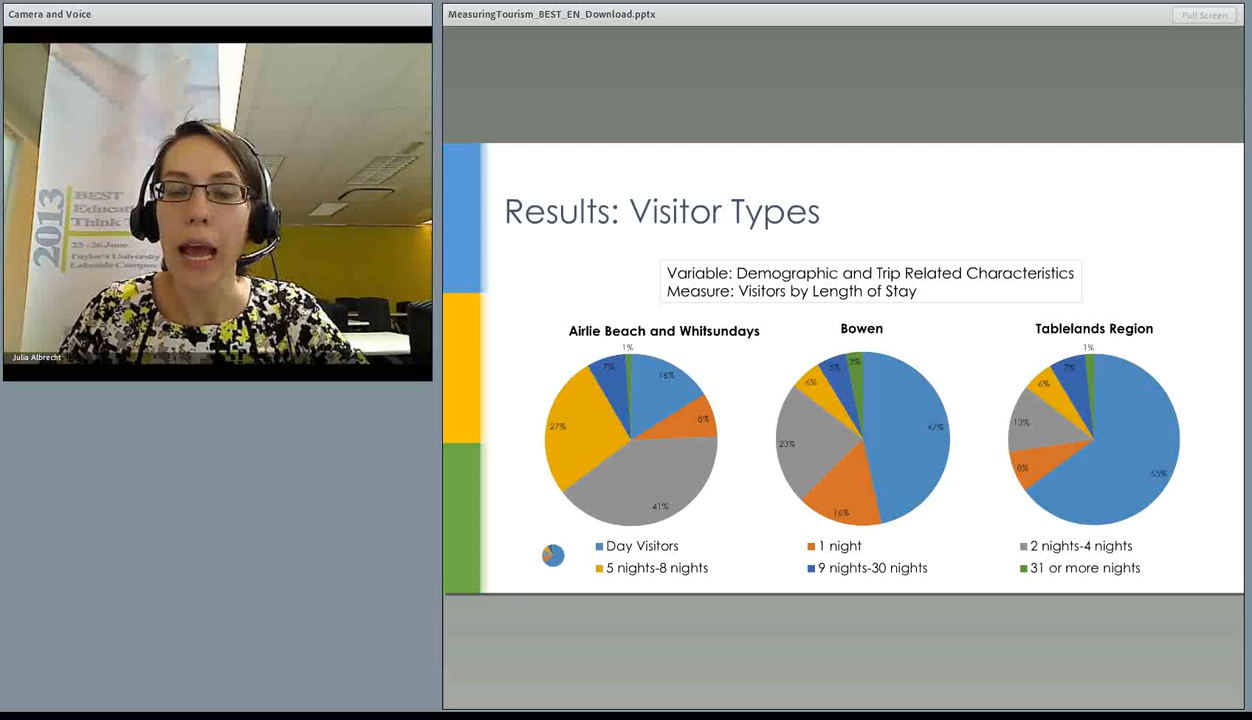 Camera and Voice
MeasuringTourism_BEST_EN_Download.pptx
Full Screen
2013
BEST
Think
23 - 26 June
Taylor's University
Lakeside Campus
Julia Albrecht
Results: Visitor Types
Variable: Demographic and Trip Related Characteristics
Measure: Visitors by Length of Stay
Airlie Beach and Whitsundays
1%
7%
16%
8%
27%
41%
Bowen
3%
5%
6%
47%
23%
16%
Tablelands Region
1%
7%
6%
13%
8%
65%
Day Visitors
1 night
2 nights-4 nights
5 nights-8 nights
9 nights-30 nights
31 or more nights